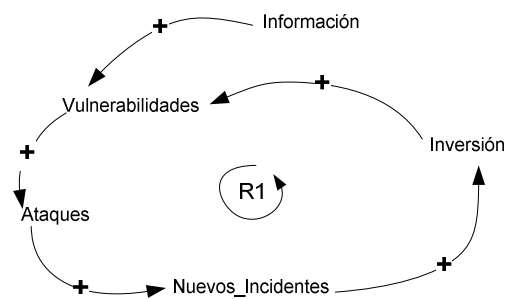 Información
+
+
Vulnerabilidades
Inversión
+
R1
Ataques
+
+
Nuevos_Incidentes